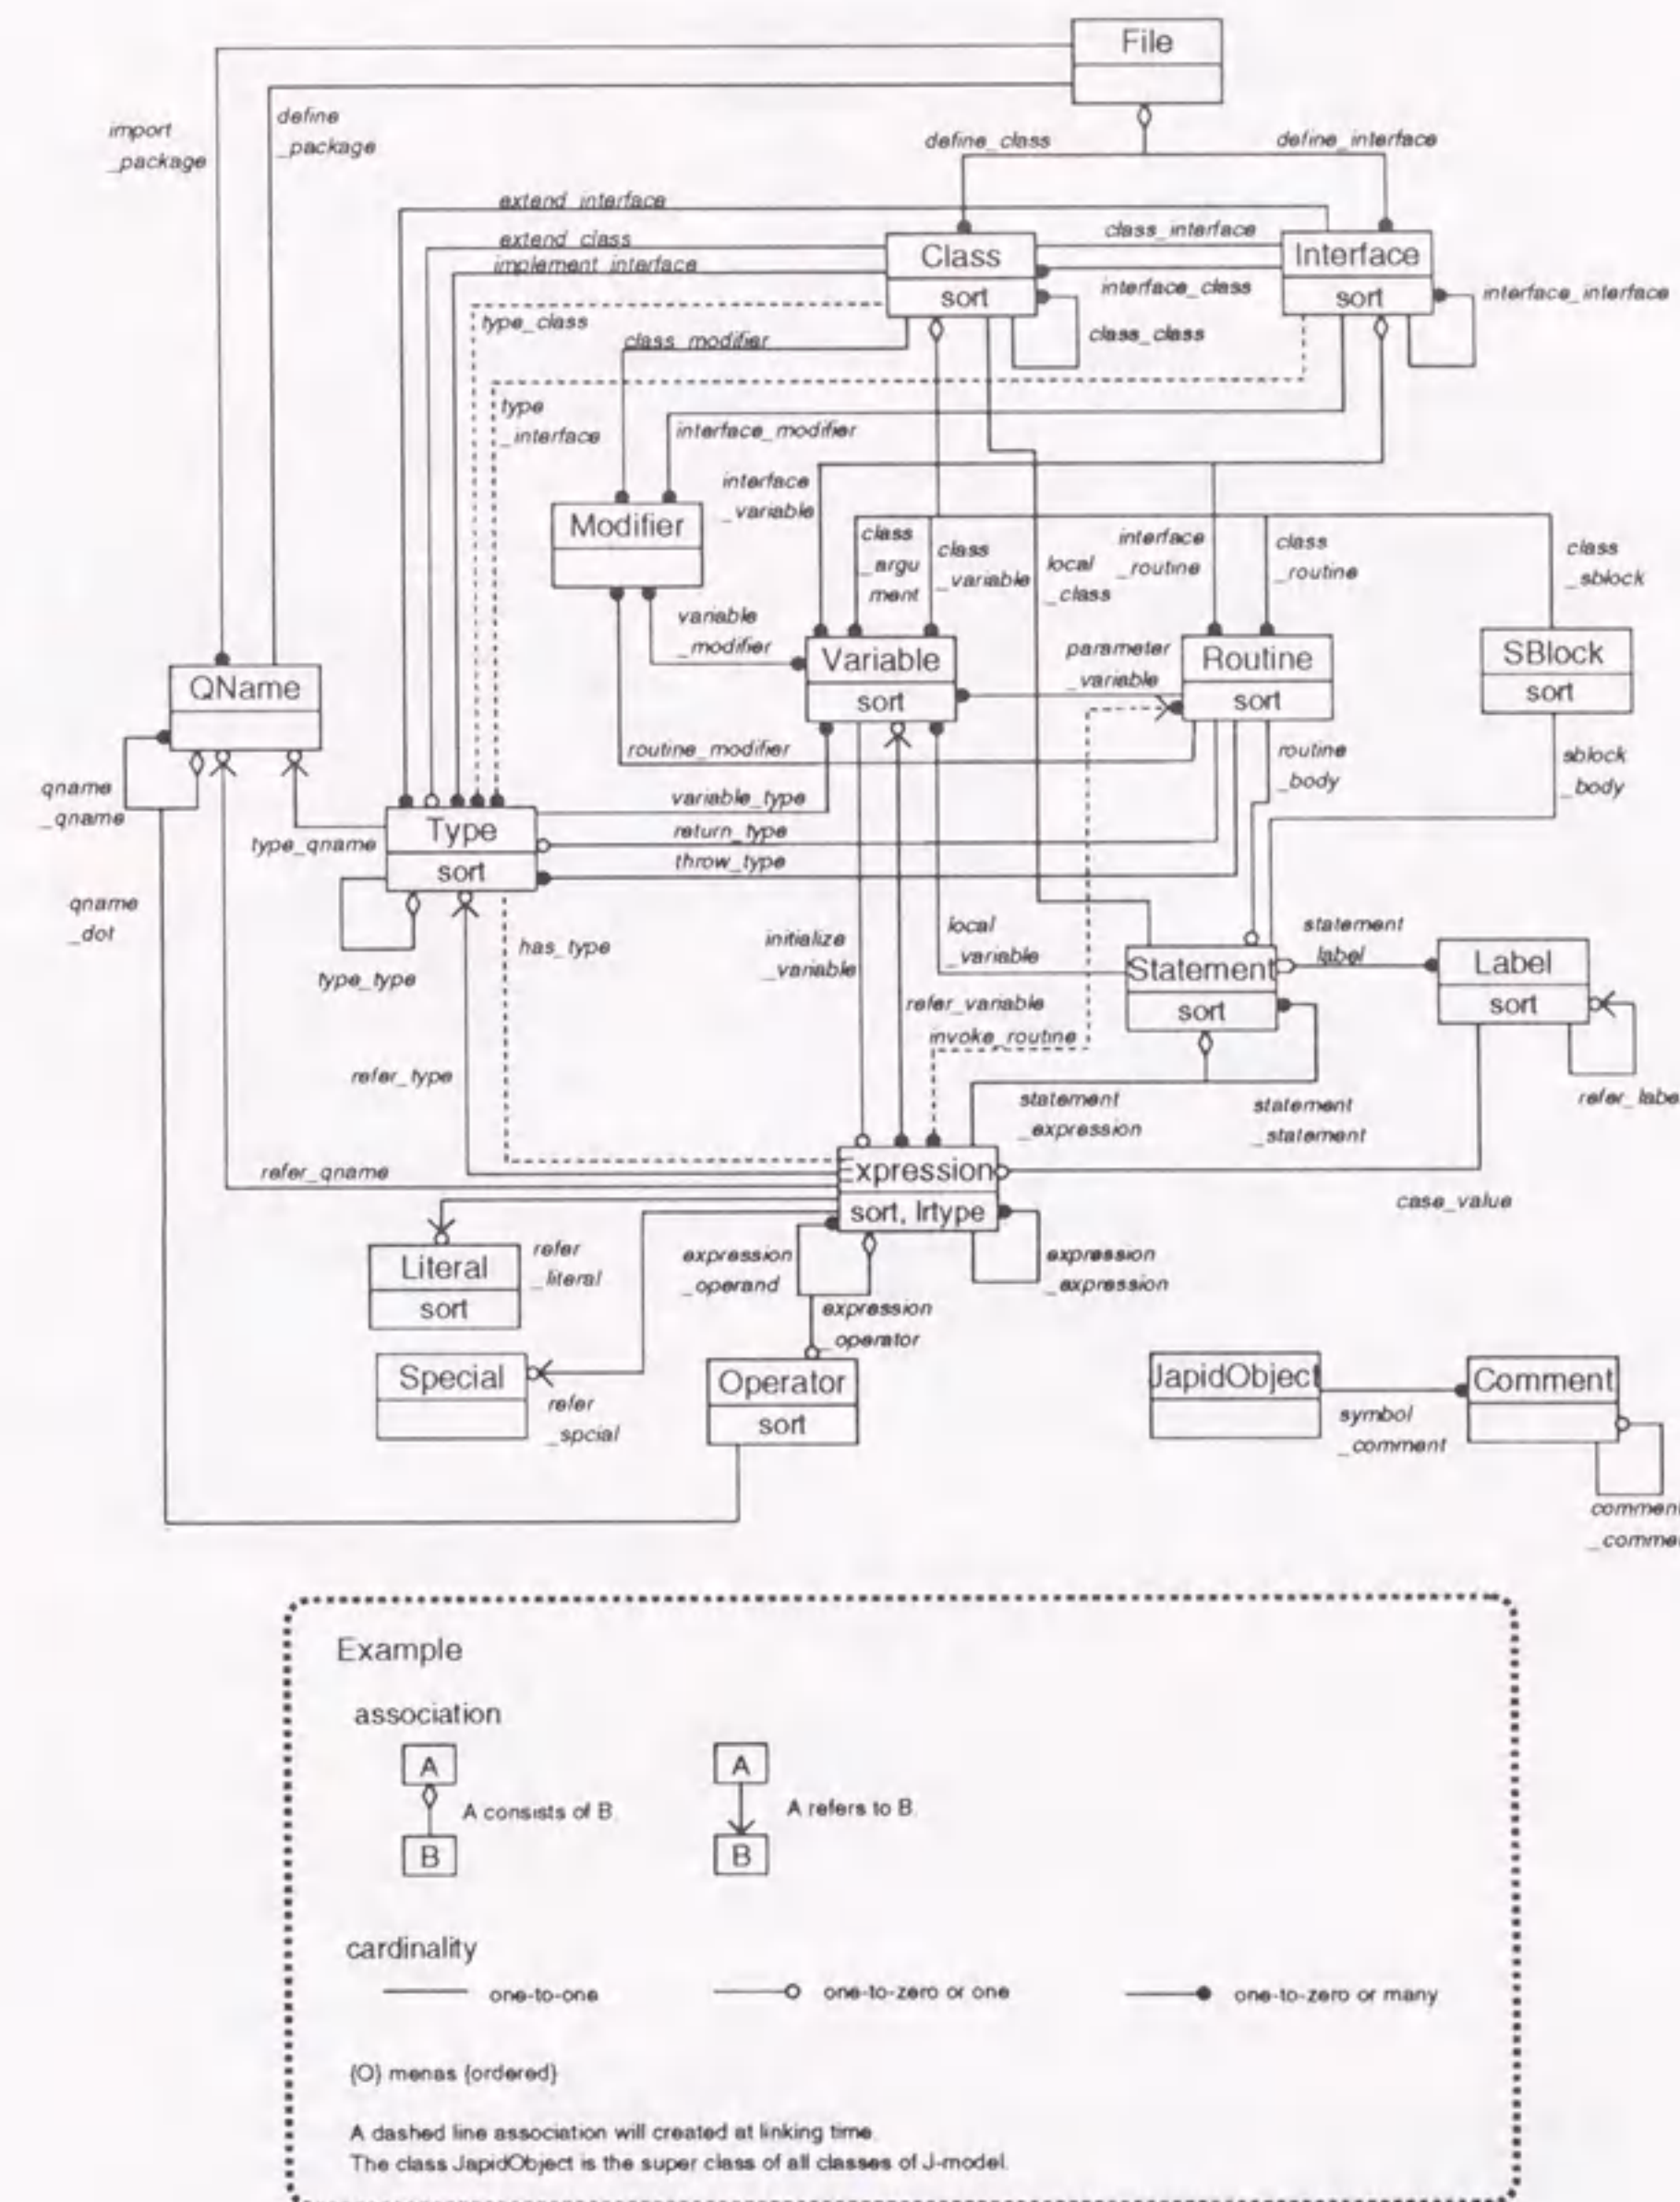 File
import
_package
define
_package
define_class
define_interface
extend_interface
extend_class
implement_interface
Class
sort
class_interface
interface_class
Interface
sort
interface_interface
type_class
class_modifier
class_class
type
_interface
interface_modifier
Modifier
interface
_variable
class
_argu
ment
class
_variable
local
_class
interface
_routine
class
_routine
class
_sblock
variable
_modifier
Variable
sort
parameter
_variable
Routine
sort
SBlock
sort
QName
routine_modifier
routine
_body
sblock
_body
qname
_qname
variable_type
return_type
throw_type
type_qname
Type
sort
qname
_dot
type_type
has_type
initialize
_variable
local
_variable
refer_variable
invoke_routine
Statement
sort
statement
_label
Label
sort
refer_type
statement
_expression
statement
_statement
refer_labe
refer_qname
Expression
sort, lrtype
case_value
Literal
sort
refer
_literal
expression
_operand
expression
_expression
expression
_operator
Special
refer
_spcial
Operator
sort
JapidObject
symbol
_comment
Comment
commen
_comme
Example
association
A
B
A consists of B.
A
B
A refers to B.
cardinality
one-to-one
one-to-zero or one
one-to-zero or many
{O} menas {ordered}
A dashed line association will created at linking time.
The class JapidObject is the super class of all classes of J-model.